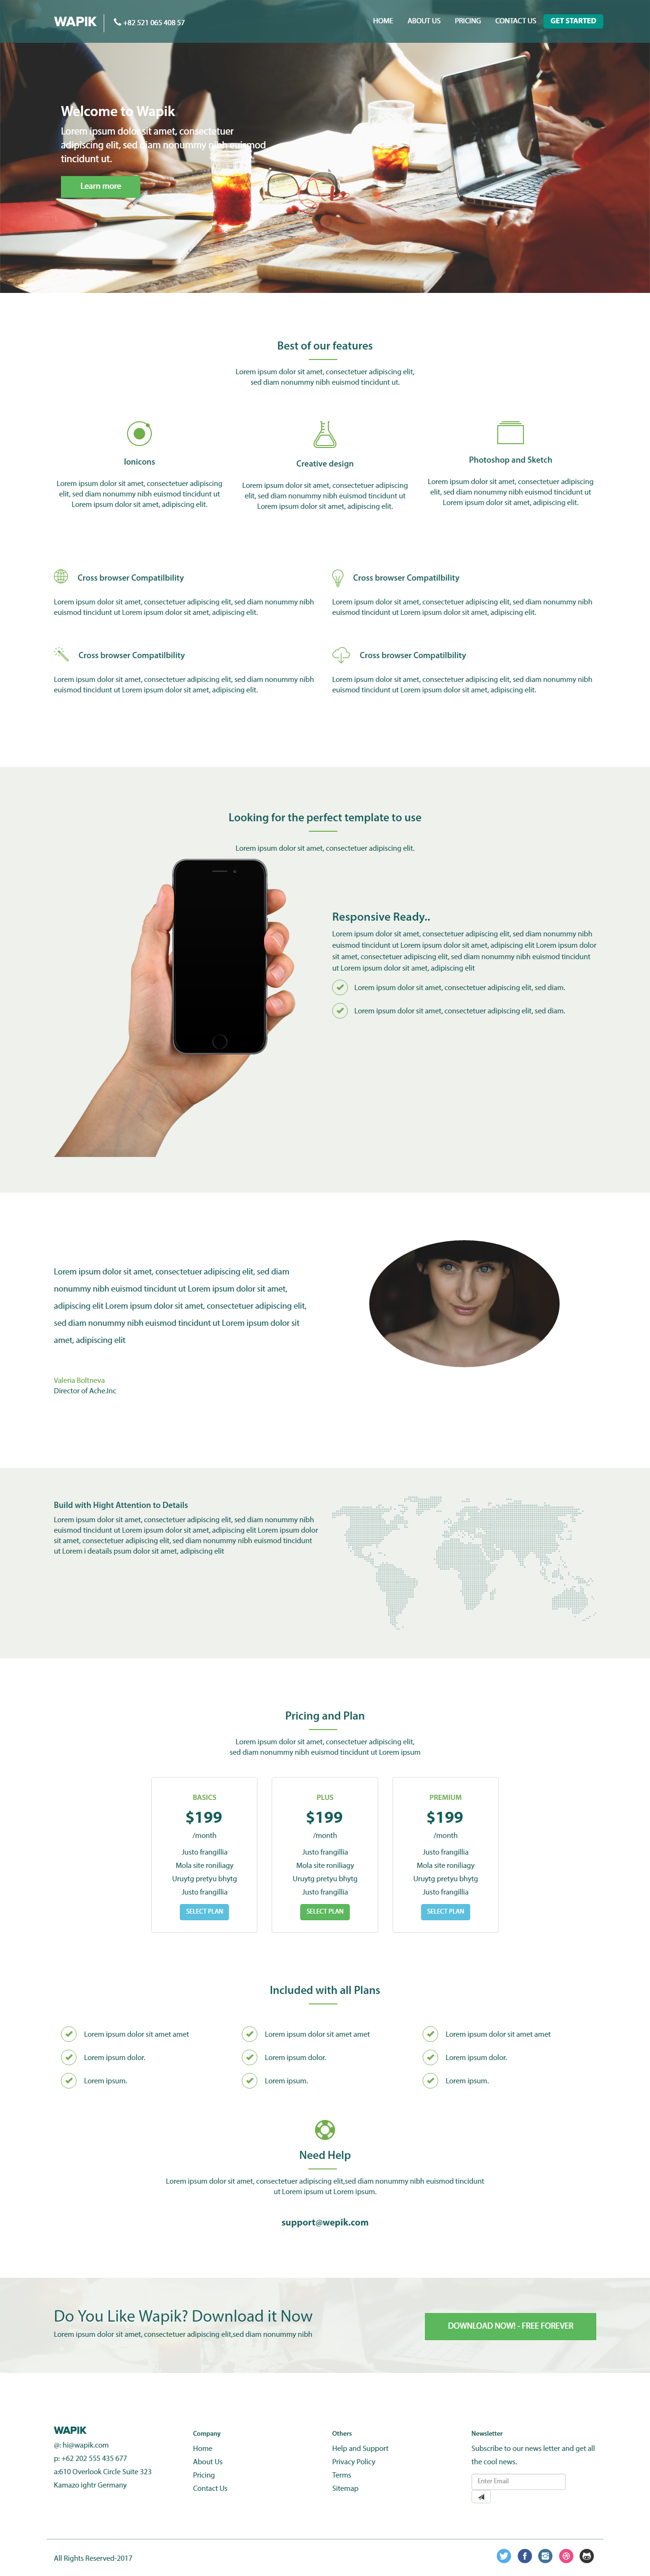 WAPIK
+82 521 065 408 57
HOME
ABOUT US
PRICING
CONTACT US
GET STARTED
Welcome to Wapik
Lorem ipsum dolor sit amet, consectetuer
adipiscing elit, sed diam nonummy nibh euismod
tincidunt ut.
Learn more
Best of our features
Lorem ipsum dolor sit amet, consectetuer adipiscing elit,
sed diam nonummy nibh euismod tincidunt ut.
Ionicons
Lorem ipsum dolor sit amet, consectetuer adipiscing
elit, sed diam nonummy nibh euismod tincidunt ut
Lorem ipsum dolor sit amet, adipiscing elit.
Creative design
Lorem ipsum dolor sit amet, consectetuer adipiscing
elit, sed diam nonummy nibh euismod tincidunt ut
Lorem ipsum dolor sit amet, adipiscing elit.
Photoshop and Sketch
Lorem ipsum dolor sit amet, consectetuer adipiscing
elit, sed diam nonummy nibh euismod tincidunt ut
Lorem ipsum dolor sit amet, adipiscing elit.
Cross browser Compatilbility
Lorem ipsum dolor sit amet, consectetuer adipiscing elit, sed diam nonummy nibh
euismod tincidunt ut Lorem ipsum dolor sit amet, adipiscing elit.
Cross browser Compatilbility
Lorem ipsum dolor sit amet, consectetuer adipiscing elit, sed diam nonummy nibh
euismod tincidunt ut Lorem ipsum dolor sit amet, adipiscing elit.
Cross browser Compatilbility
Lorem ipsum dolor sit amet, consectetuer adipiscing elit, sed diam nonummy nibh
euismod tincidunt ut Lorem ipsum dolor sit amet, adipiscing elit.
Cross browser Compatilbility
Lorem ipsum dolor sit amet, consectetuer adipiscing elit, sed diam nonummy nibh
euismod tincidunt ut Lorem ipsum dolor sit amet, adipiscing elit.
Looking for the perfect template to use
Lorem ipsum dolor sit amet, consectetuer adipiscing elit.
Responsive Ready..
Lorem ipsum dolor sit amet, consectetuer adipiscing elit, sed diam nonummy nibh
euismod tincidunt ut Lorem ipsum dolor sit amet, adipiscing elit Lorem ipsum dolor
sit amet, consectetuer adipiscing elit, sed diam nonummy nibh euismod tincidunt
ut Lorem ipsum dolor sit amet, adipiscing elit
Lorem ipsum dolor sit amet, consectetuer adipiscing elit, sed diam.
Lorem ipsum dolor sit amet, consectetuer adipiscing elit, sed diam.
Lorem ipsum dolor sit amet, consectetuer adipiscing elit, sed diam
nonummy nibh euismod tincidunt ut Lorem ipsum dolor sit amet,
adipiscing elit Lorem ipsum dolor sit amet, consectetuer adipiscing elit,
sed diam nonummy nibh euismod tincidunt ut Lorem ipsum dolor sit
amet, adipiscing elit
Valeria Boltneva
Director of Ache.Inc
Build with Hight Attention to Details
Lorem ipsum dolor sit amet, consectetuer adipiscing elit, sed diam nonummy nibh
euismod tincidunt ut Lorem ipsum dolor sit amet, adipiscing elit Lorem ipsum dolor
sit amet, consectetuer adipiscing elit, sed diam nonummy nibh euismod tincidunt
ut Lorem i deatails psum dolor sit amet, adipiscing elit
Pricing and Plan
Lorem ipsum dolor sit amet, consectetuer adipiscing elit,
sed diam nonummy nibh euismod tincidunt ut Lorem ipsum
BASICS
$199
/month
Justo frangillia
Mola site roniliagy
Uruytg pretyu bhytg
Justo frangillia
SELECT PLAN
PLUS
$199
/month
Justo frangillia
Mola site roniliagy
Uruytg pretyu bhytg
Justo frangillia
SELECT PLAN
PREMIUM
$199
/month
Justo frangillia
Mola site roniliagy
Uruytg pretyu bhytg
Justo frangillia
SELECT PLAN
Included with all Plans
Lorem ipsum dolor sit amet amet
Lorem ipsum dolor.
Lorem ipsum.
Lorem ipsum dolor sit amet amet
Lorem ipsum dolor.
Lorem ipsum.
Lorem ipsum dolor sit amet amet
Lorem ipsum dolor.
Lorem ipsum.
Need Help
Lorem ipsum dolor sit amet, consectetuer adipiscing elit,sed diam nonummy nibh euismod tincidunt
ut Lorem ipsum ut Lorem ipsum.
support@wepik.com
Do You Like Wapik? Download it Now
Lorem ipsum dolor sit amet, consectetuer adipiscing elit,sed diam nonummy nibh
DOWNLOAD NOW! - FREE FOREVER
WAPIK
@: hi@wapik.com
p: +62 202 555 435 677
a:610 Overlook Circle Suite 323
Kamazo ightr Germany
Company
Home
About Us
Pricing
Contact Us
Others
Help and Support
Privacy Policy
Terms
Sitemap
Newsletter
Subscribe to our news letter and get all
the cool news.
Enter Email
All Rights Reserved-2017